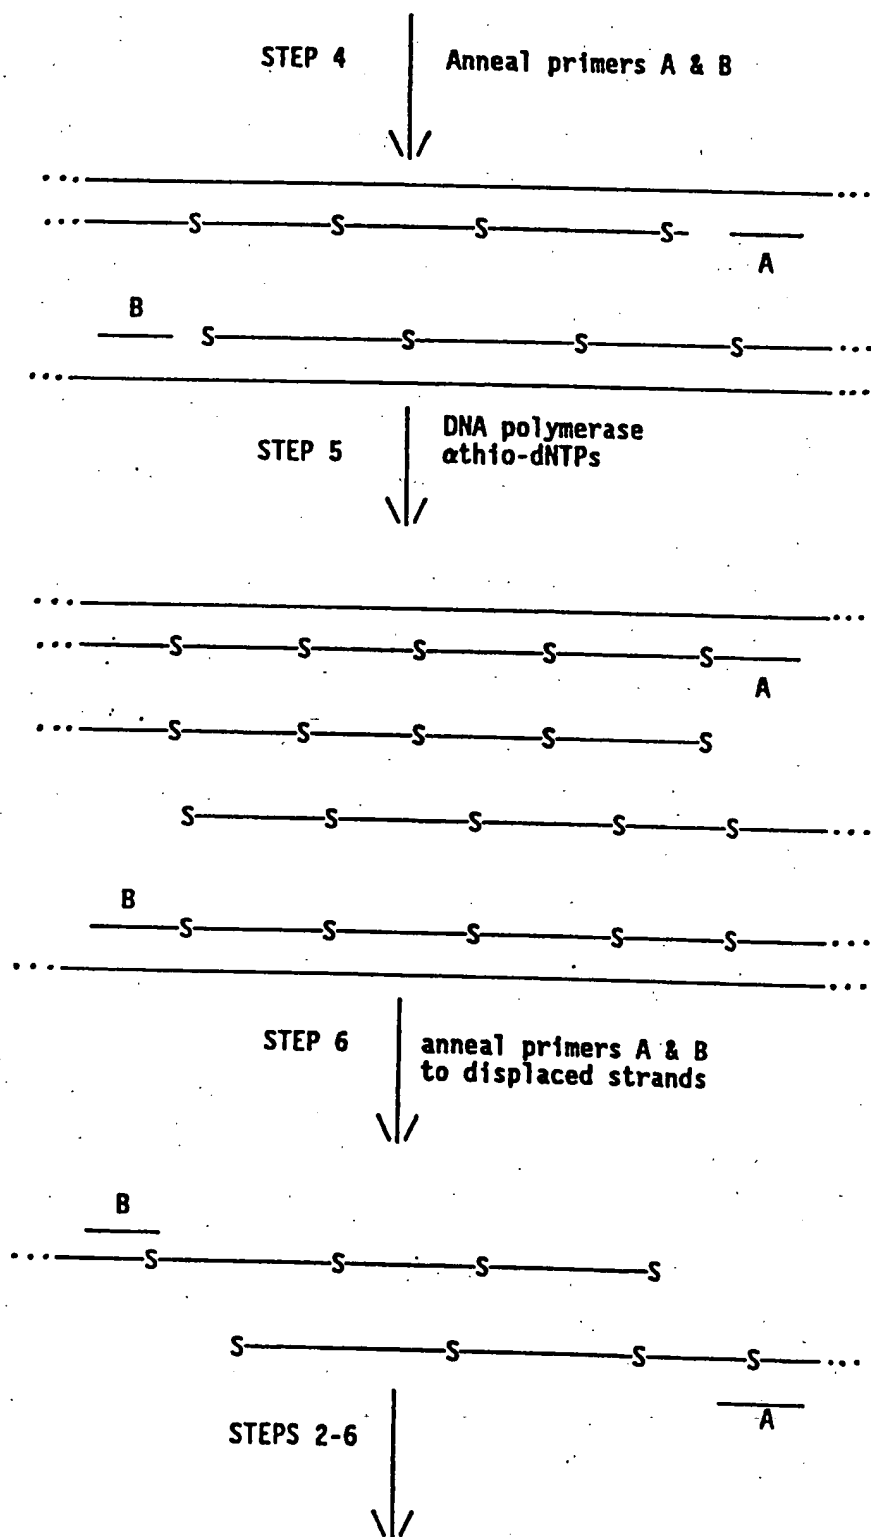 STEP 4 Anneal primers A & B
... ...
... S S S S
A
B
S S S S ...
... ...
STEP 5 DNA polymerase
αthio-dNTPs
... ...
... S S S S S
A
... S S S S S
S S S S S ...
B
S S S S S ...
... ...
STEP 6 anneal primers A & B
to displaced strands
B
... S S S S
S S S S ...
A
STEPS 2-6